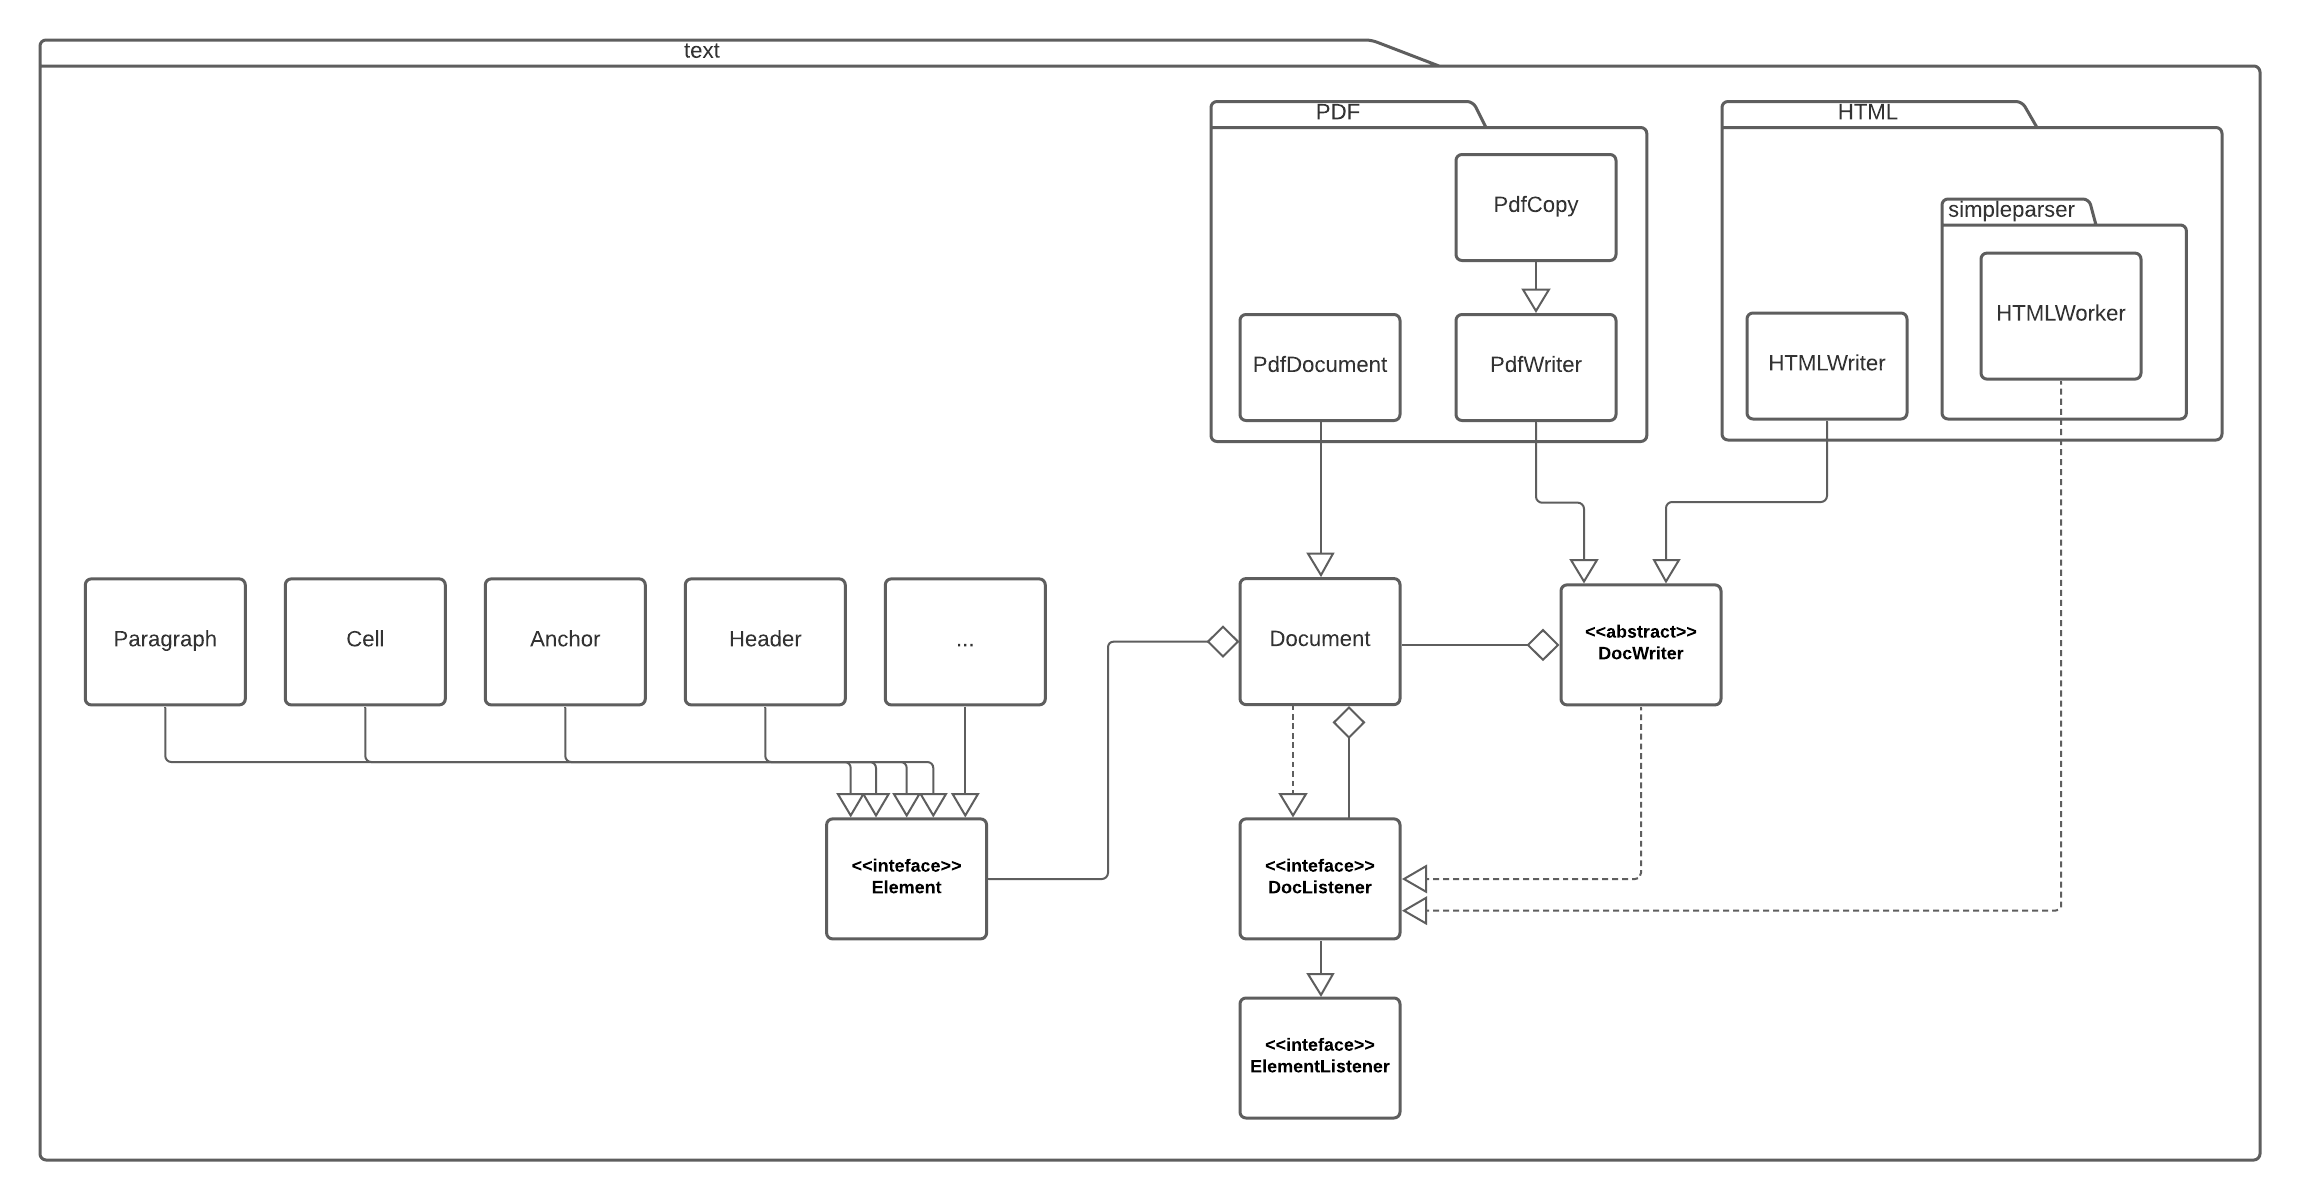 text
PDF
HTML
PdfCopy
simpleparser
HTMLWorker
PdfDocument
PdfWriter
HTMLWriter
Paragraph
Cell
Anchor
Header
...
Document
<<abstract>>
DocWriter
<<inteface>>
Element
<<inteface>>
DocListener
<<inteface>>
ElementListener